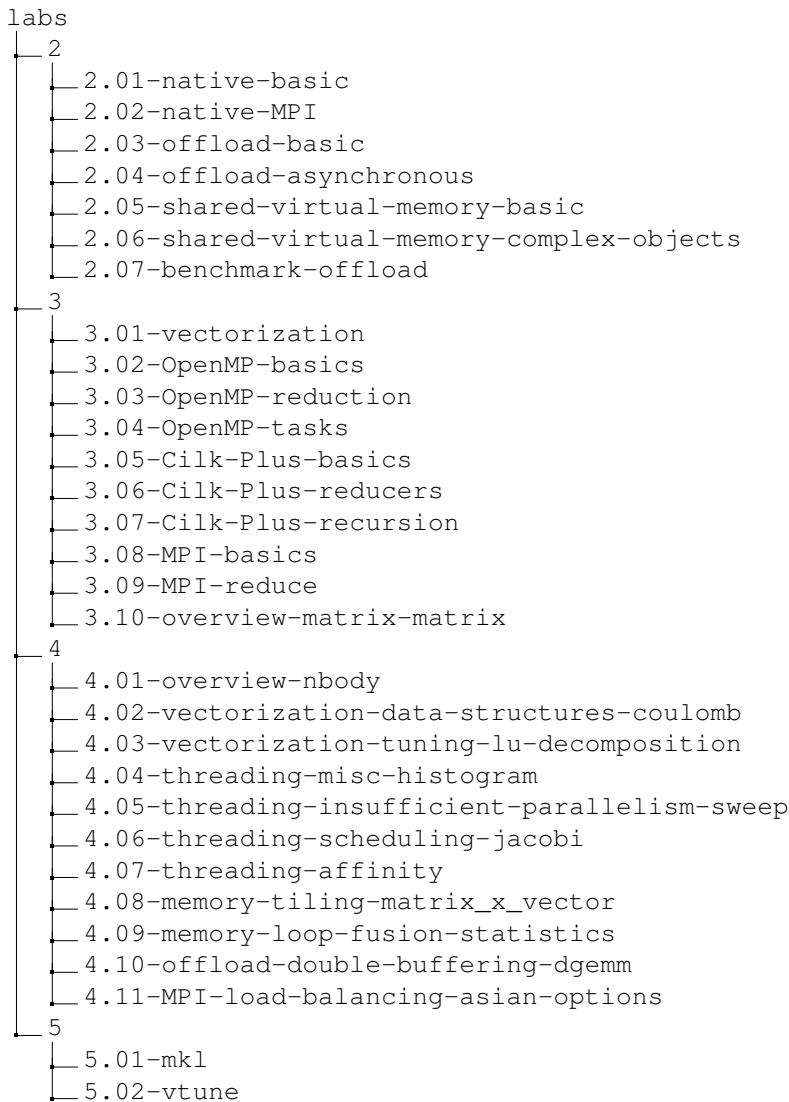 labs
2
2.01-native-basic
2.02-native-MPI
2.03-offload-basic
2.04-offload-asynchronous
2.05-shared-virtual-memory-basic
2.06-shared-virtual-memory-complex-objects
2.07-benchmark-offload
3
3.01-vectorization
3.02-OpenMP-basics
3.03-OpenMP-reduction
3.04-OpenMP-tasks
3.05-Cilk-Plus-basics
3.06-Cilk-Plus-reducers
3.07-Cilk-Plus-recursion
3.08-MPI-basics
3.09-MPI-reduce
3.10-overview-matrix-matrix
4
4.01-overview-nbody
4.02-vectorization-data-structures-coulomb
4.03-vectorization-tuning-lu-decomposition
4.04-threading-misc-histogram
4.05-threading-insufficient-parallelism-sweep
4.06-threading-scheduling-jacobi
4.07-threading-affinity
4.08-memory-tiling-matrix_x_vector
4.09-memory-loop-fusion-statistics
4.10-offload-double-buffering-dgemm
4.11-MPI-load-balancing-asian-options
5
5.01-mkl
5.02-vtune